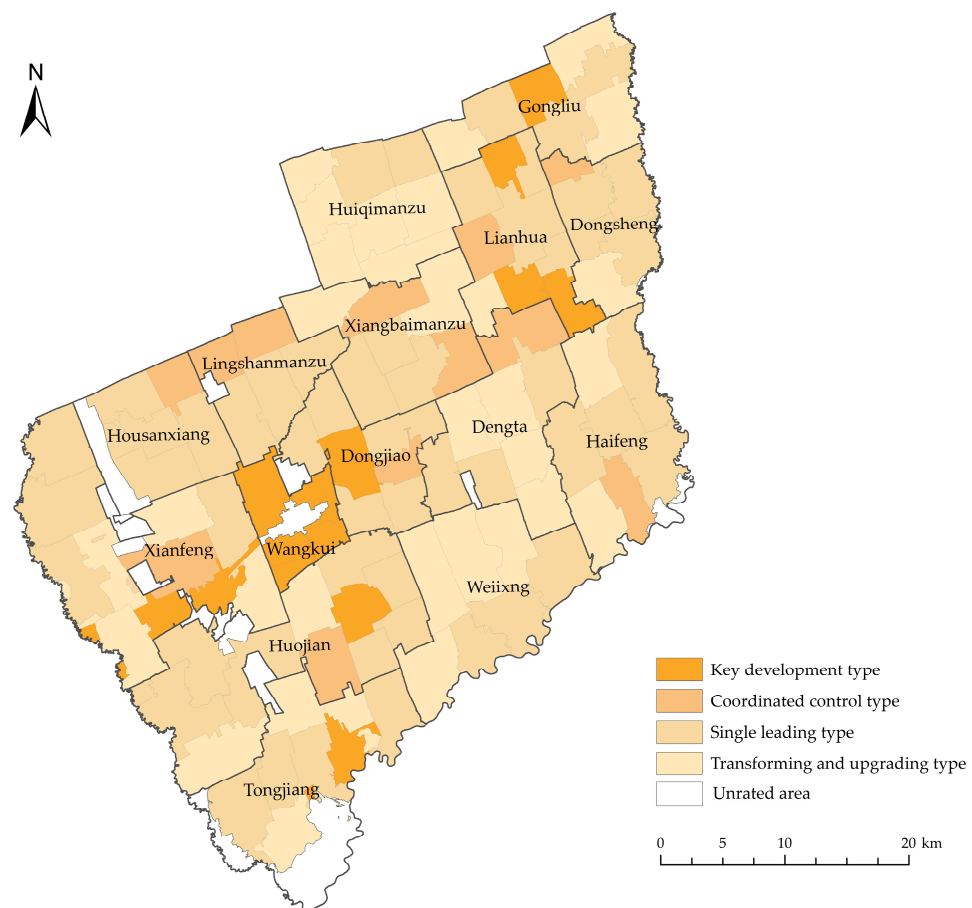 N
Gongliu
Huiqimanzu
Dongsheng
Lianhua
Xiangbaimanzu
Lingshanmanzu
Housanxiang
Dengta
Haifeng
Dongjiao
Xianfeng
Wangkui
Weiixng
Huojian
Tongjiang
Key development type
Coordinated control type
Single leading type
Transforming and upgrading type
Unrated area
0 5 10 20 km